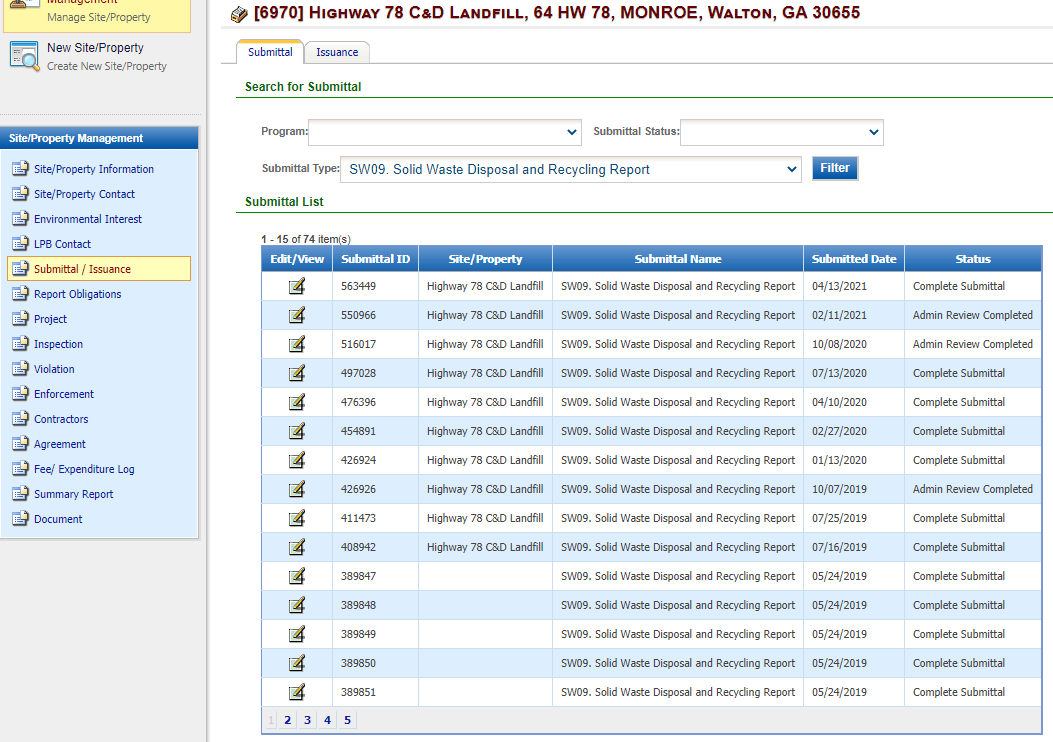 Management
Manage Site/Property
New Site/Property
Create New Site/Property
Site/Property Management
Site/Property Information
Site/Property Contact
Environmental Interest
LPB Contact
Submittal / Issuance
Report Obligations
Project
Inspection
Violation
Enforcement
Contractors
Agreement
Fee/ Expenditure Log
Summary Report
Document
[6970] Highway 78 C&D Landfill, 64 HW 78, MONROE, Walton, GA 30655
Submittal Issuance
Search for Submittal
Program: Submittal Status:
Submittal Type: SW09. Solid Waste Disposal and Recycling Report Filter
Submittal List
1 - 15 of 74 item(s)
Edit/View Submittal ID Site/Property Submittal Name Submitted Date Status
563449 Highway 78 C&D Landfill SW09. Solid Waste Disposal and Recycling Report 04/13/2021 Complete Submittal
550966 Highway 78 C&D Landfill SW09. Solid Waste Disposal and Recycling Report 02/11/2021 Admin Review Completed
516017 Highway 78 C&D Landfill SW09. Solid Waste Disposal and Recycling Report 10/08/2020 Admin Review Completed
497028 Highway 78 C&D Landfill SW09. Solid Waste Disposal and Recycling Report 07/13/2020 Complete Submittal
476396 Highway 78 C&D Landfill SW09. Solid Waste Disposal and Recycling Report 04/10/2020 Complete Submittal
454891 Highway 78 C&D Landfill SW09. Solid Waste Disposal and Recycling Report 02/27/2020 Complete Submittal
426924 Highway 78 C&D Landfill SW09. Solid Waste Disposal and Recycling Report 01/13/2020 Complete Submittal
426926 Highway 78 C&D Landfill SW09. Solid Waste Disposal and Recycling Report 10/07/2019 Admin Review Completed
411473 Highway 78 C&D Landfill SW09. Solid Waste Disposal and Recycling Report 07/25/2019 Complete Submittal
408942 Highway 78 C&D Landfill SW09. Solid Waste Disposal and Recycling Report 07/16/2019 Complete Submittal
389847 SW09. Solid Waste Disposal and Recycling Report 05/24/2019 Complete Submittal
389848 SW09. Solid Waste Disposal and Recycling Report 05/24/2019 Complete Submittal
389849 SW09. Solid Waste Disposal and Recycling Report 05/24/2019 Complete Submittal
389850 SW09. Solid Waste Disposal and Recycling Report 05/24/2019 Complete Submittal
389851 SW09. Solid Waste Disposal and Recycling Report 05/24/2019 Complete Submittal
1 2 3 4 5